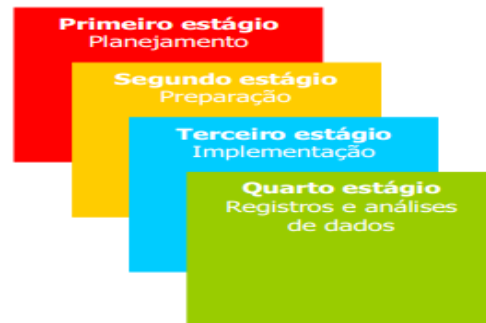 Primeiro estágio
Planejamento
Segundo estágio
Preparação
Terceiro estágio
Implementação
Quarto estágio
Registros e análises
de dados